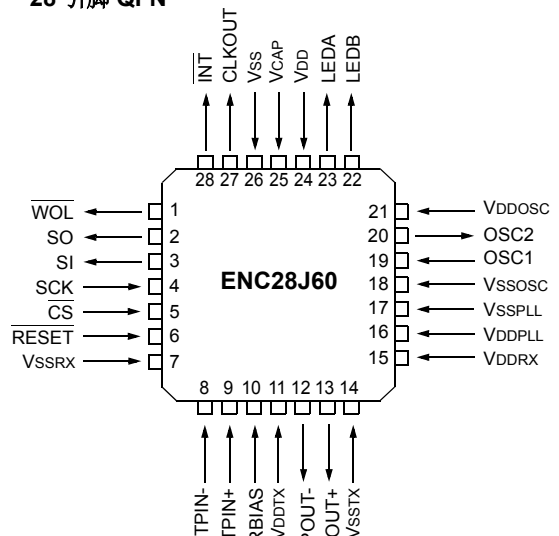 28 引脚 QFN
INT
CLKOUT
VSS
VCAP
VDD
LEDA
LEDB
28 27 26 25 24 23 22
WOL 1
SO 2
SI 3
SCK 4
CS 5
RESET 6
VSSRX 7
ENC28J60
21 VDDOSC
20 OSC2
19 OSC1
18 VSSOSC
17 VSSPLL
16 VDDPLL
15 VDDRX
8 9 10 11 12 13 14
TPIN-
TPIN+
RBIAS
VDDTX
POUT-
OUT+
VSSTX